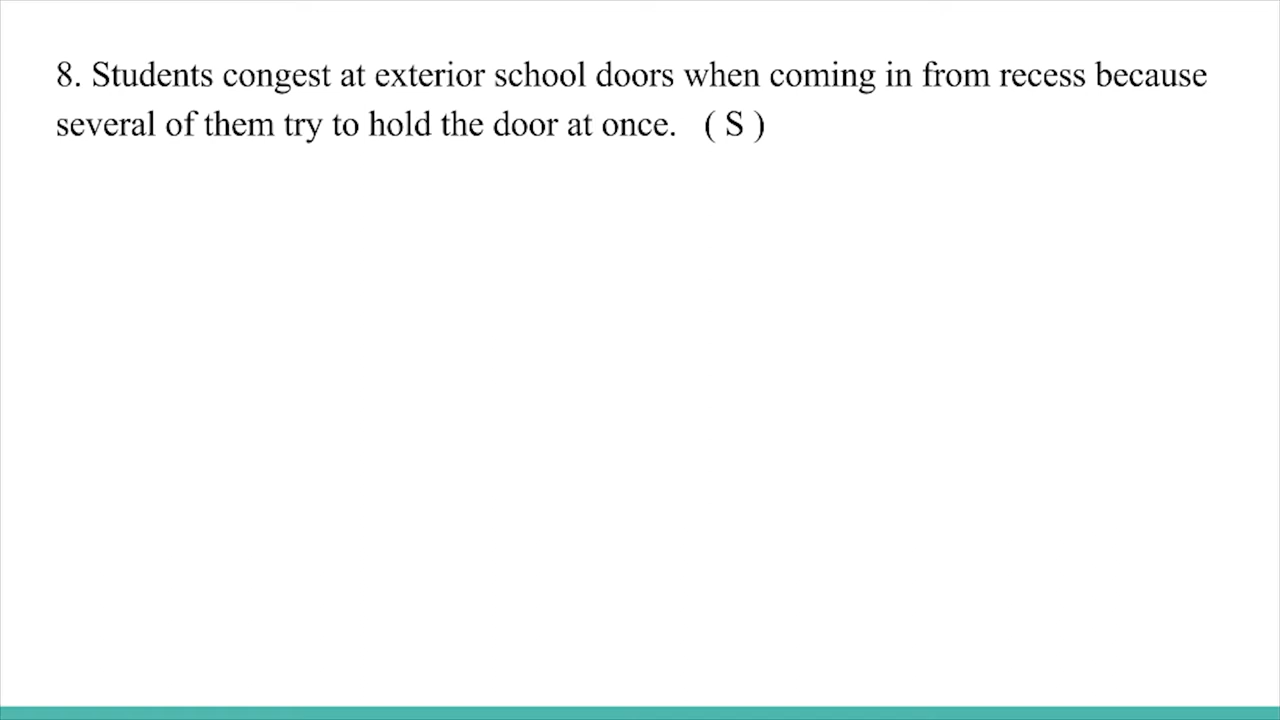 8. Students congest at exterior school doors when coming in from recess because
several of them try to hold the door at once. ( S )